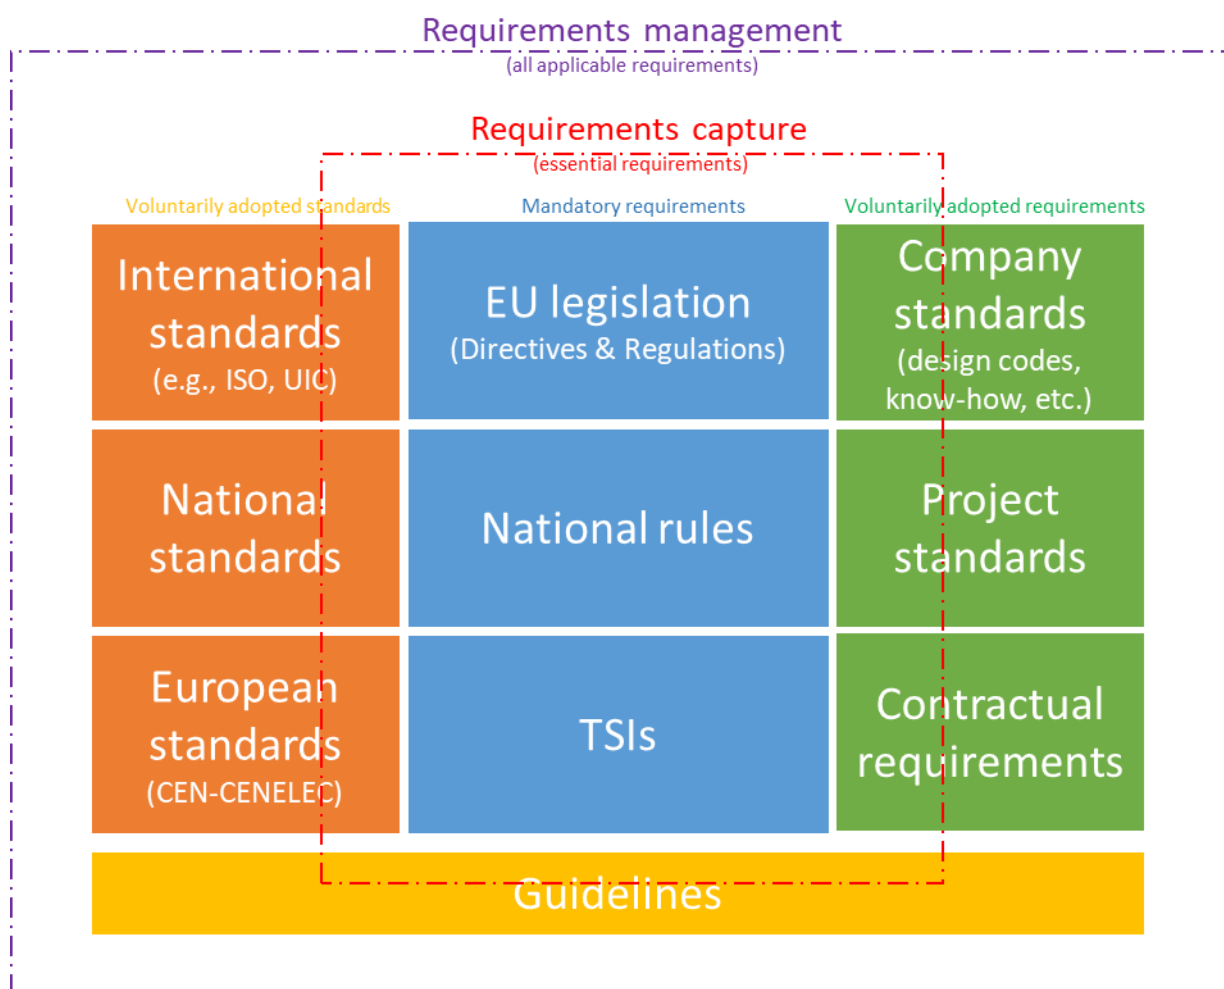 Requirements management
(all applicable requirements)
Requirements capture
(essential requirements)
Voluntarily adopted standards
Mandatory requirements
Voluntarily adopted requirements
International
standards
(e.g., ISO, UIC)
EU legislation
(Directives & Regulations)
Company
standards
(design codes,
know-how, etc.)
National
standards
National rules
Project
standards
European
standards
(CEN-CENELEC)
TSIs
Contractual
requirements
Guidelines